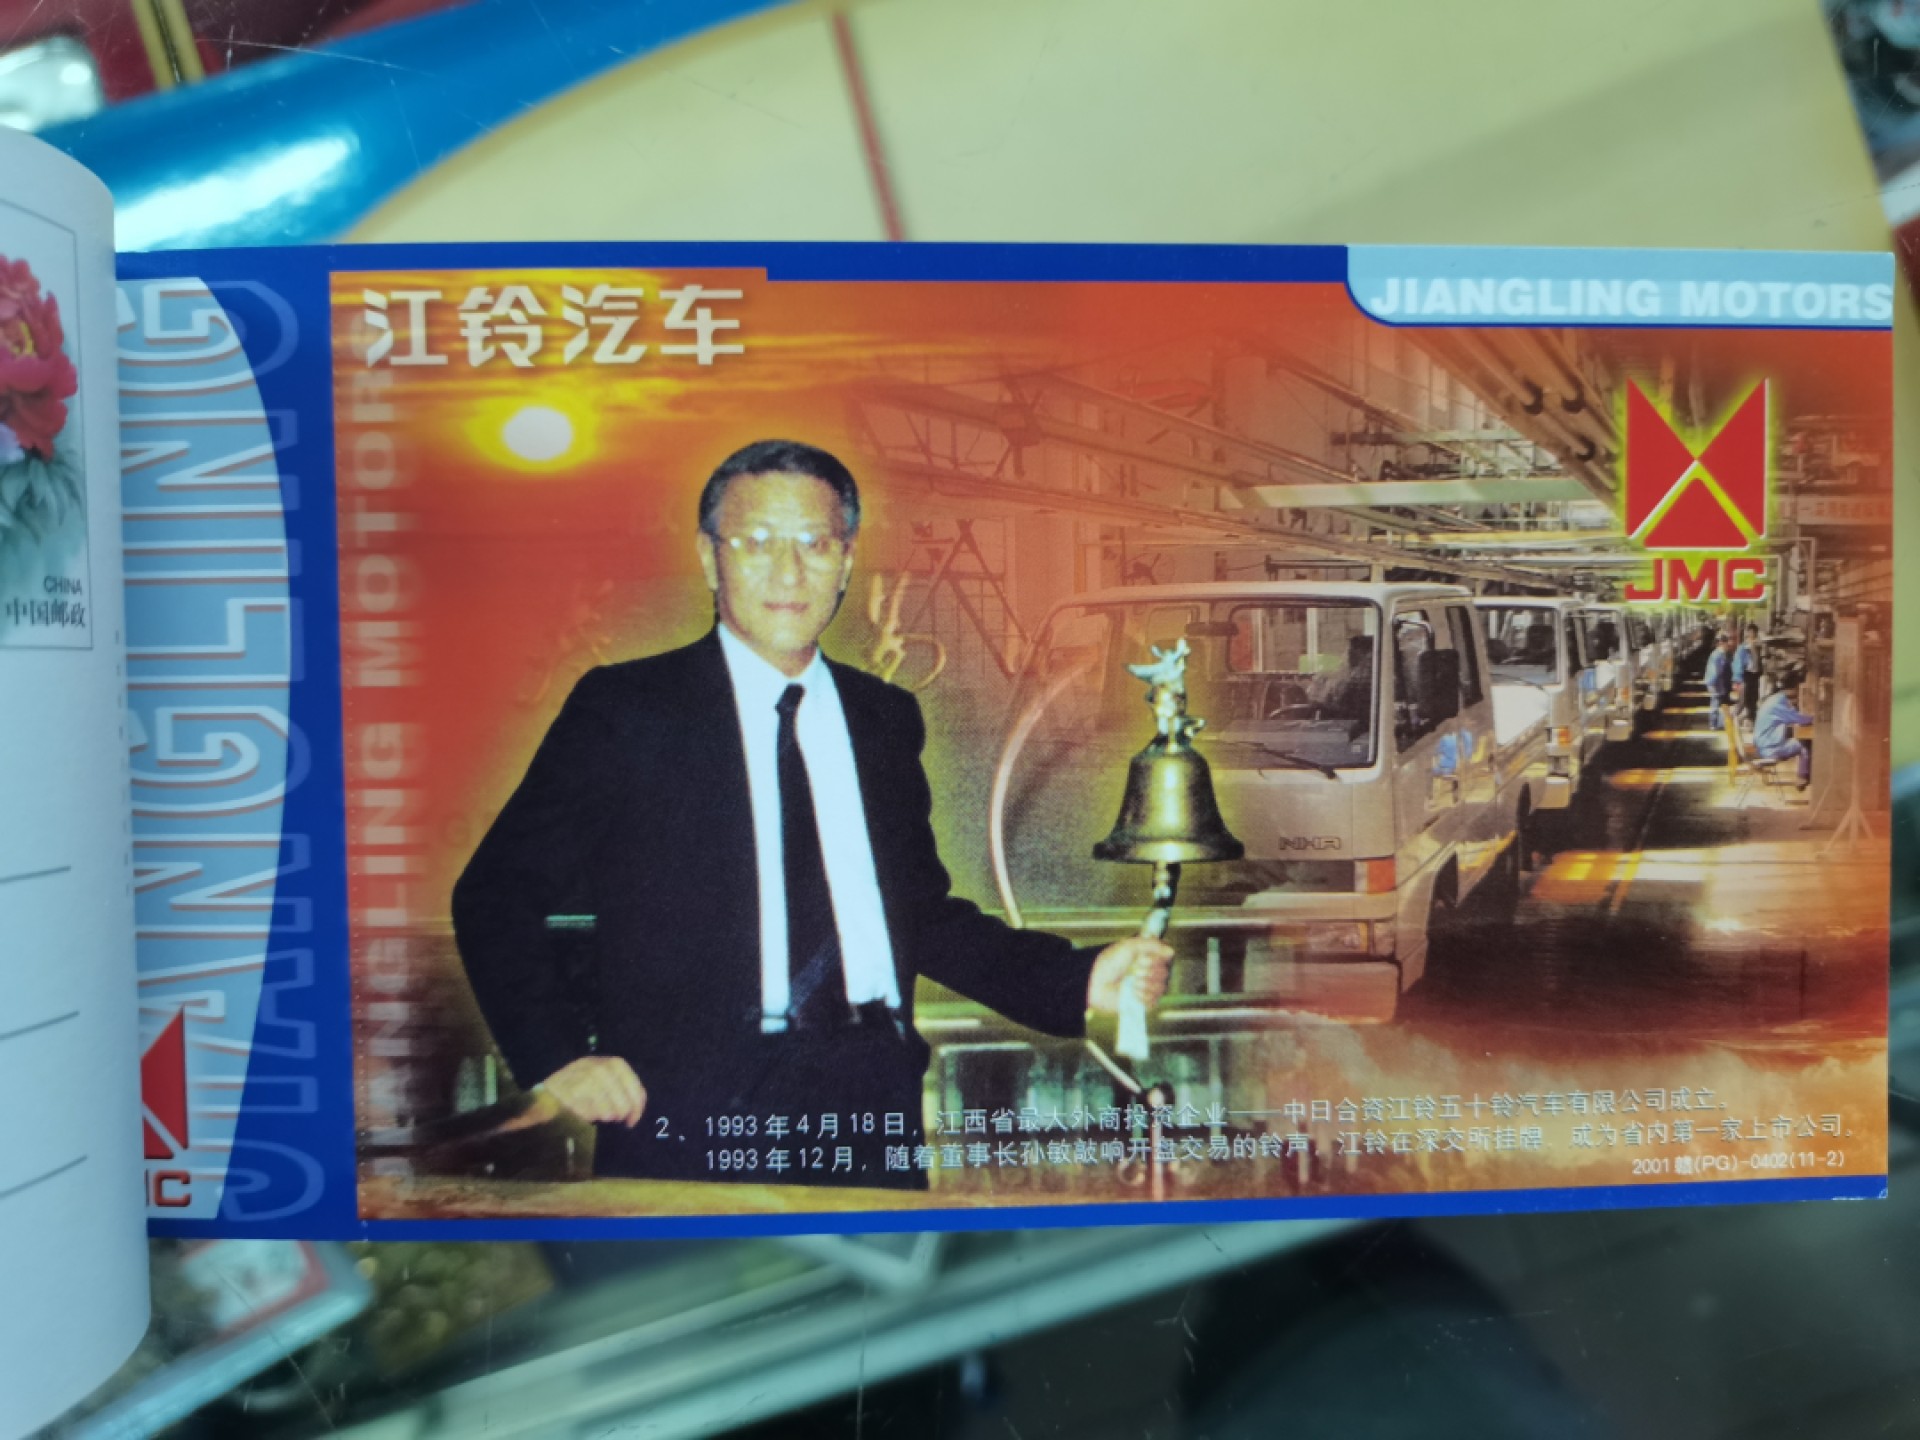 CHINA
中国邮政
JIANGLING
江铃汽车
JIANGLING MOTORS
JIANGLING MOTORS
JMC
NHR
2、1993年4月18日，江西省最大外商投资企业——中日合资江铃五十铃汽车有限公司成立。
1993年12月，随着董事长孙敏敲响开盘交易的铃声，江铃在深交所挂牌，成为省内第一家上市公司。
2001赣(PG)-0402(11-2)